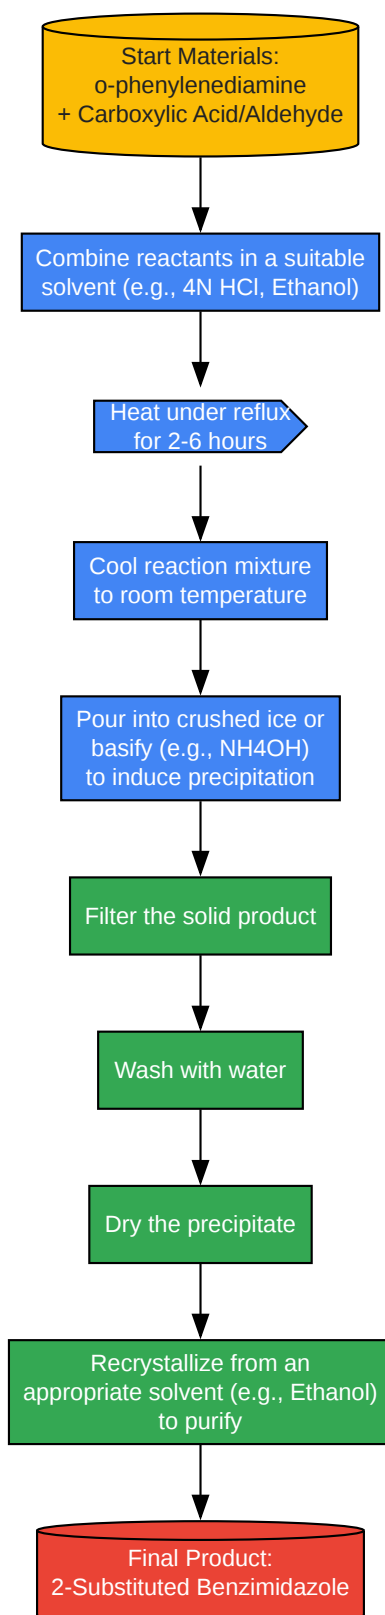 Start Materials:
o-phenylenediamine
+ Carboxylic Acid/Aldehyde
Combine reactants in a suitable
solvent (e.g., 4N HCl, Ethanol)
Heat under reflux
for 2-6 hours
Cool reaction mixture
to room temperature
Pour into crushed ice or
basify (e.g., NH4OH)
to induce precipitation
Filter the solid product
Wash with water
Dry the precipitate
Recrystallize from an
appropriate solvent (e.g., Ethanol)
to purify
Final Product:
2-Substituted Benzimidazole